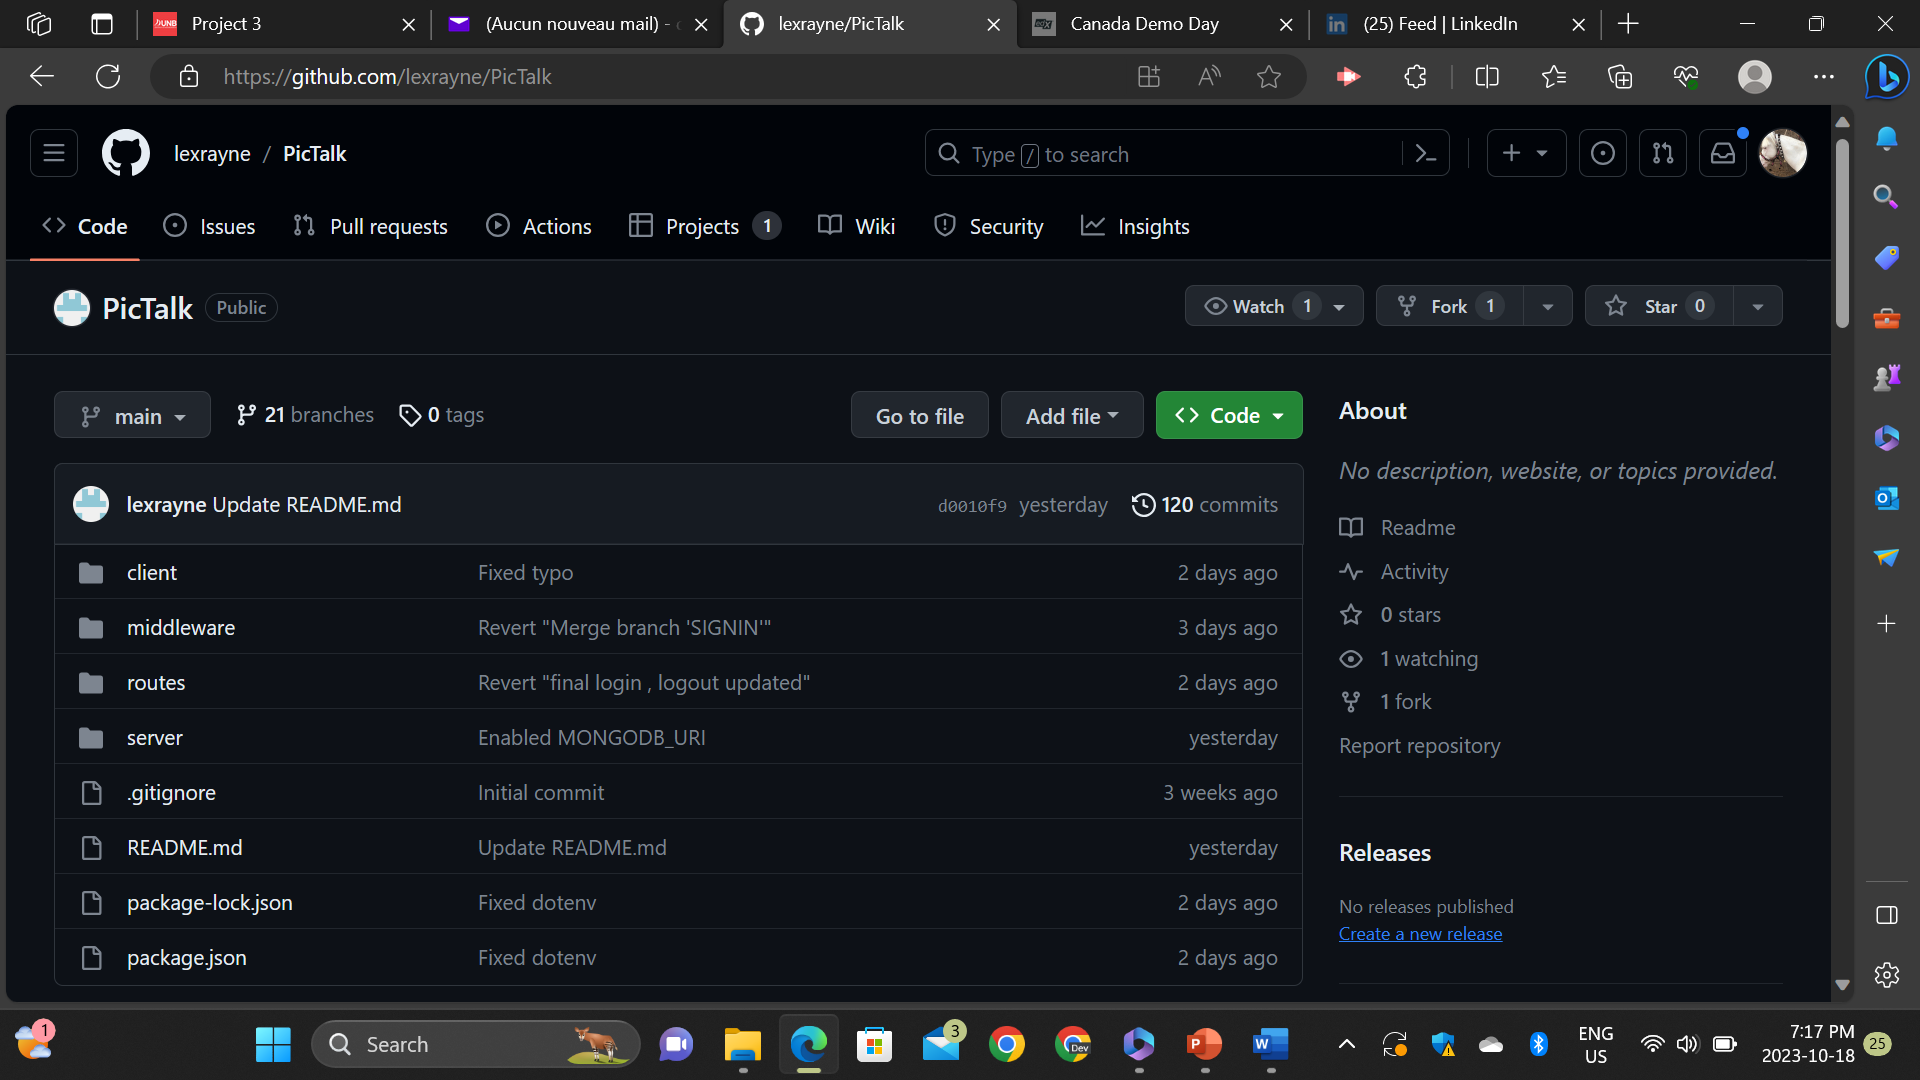 Project 3
(Aucun nouveau mail) -
lexrayne/PicTalk
Canada Demo Day
(25) Feed | LinkedIn
https://github.com/lexrayne/PicTalk
lexrayne / PicTalk
Type / to search
Code
Issues
Pull requests
Actions
Projects 1
Wiki
Security
Insights
PicTalk Public
Watch 1
Fork 1
Star 0
main
21 branches
0 tags
Go to file
Add file
Code
lexrayne Update README.md d0010f9 yesterday 120 commits
client Fixed typo 2 days ago
middleware Revert "Merge branch 'SIGNIN'" 3 days ago
routes Revert "final login , logout updated" 2 days ago
server Enabled MONGODB_URI yesterday
.gitignore Initial commit 3 weeks ago
README.md Update README.md yesterday
package-lock.json Fixed dotenv 2 days ago
package.json Fixed dotenv 2 days ago
About
No description, website, or topics provided.
Readme
Activity
0 stars
1 watching
1 fork
Report repository
Releases
No releases published
Create a new release
1
Search
3
Dev
ENG
US
7:17 PM
2023-10-18
25